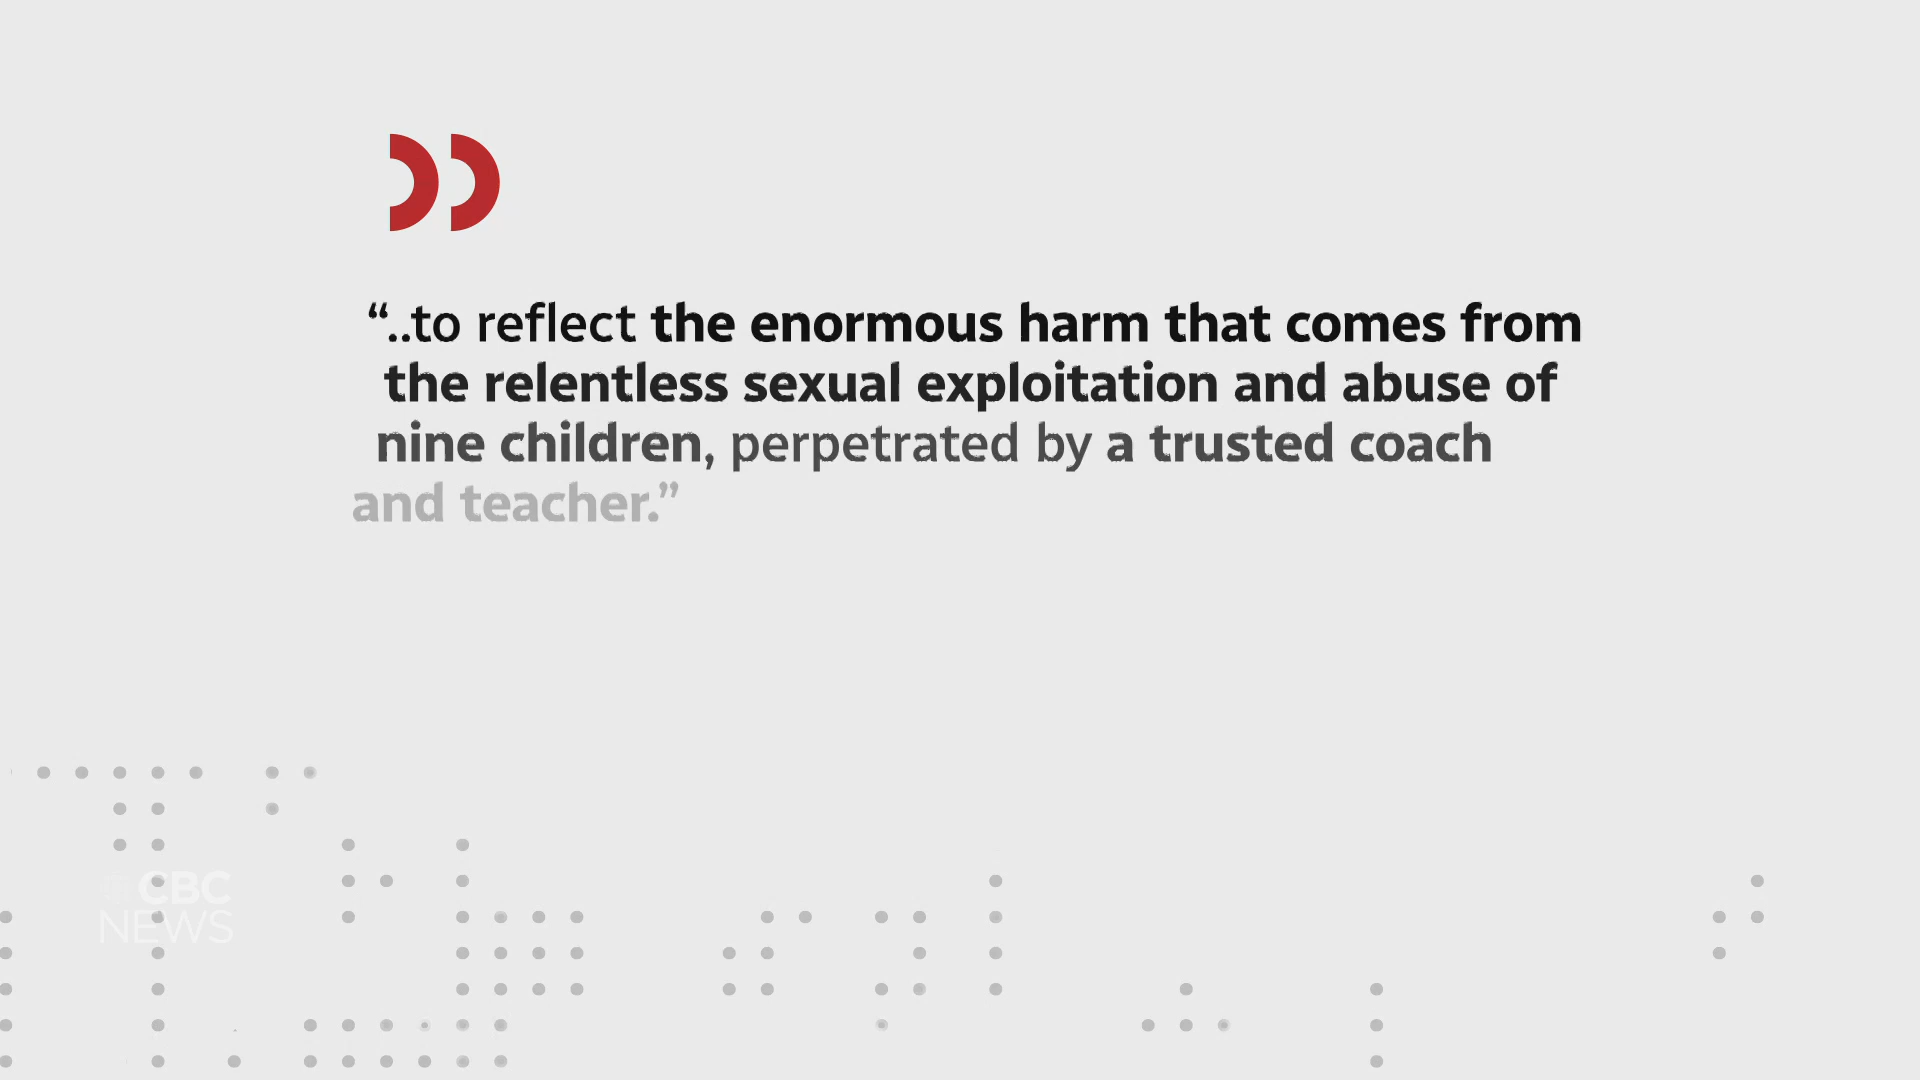 “..to reflect the enormous harm that comes from
the relentless sexual exploitation and abuse of
nine children, perpetrated by a trusted coach
and teacher.”
CBC
NEWS